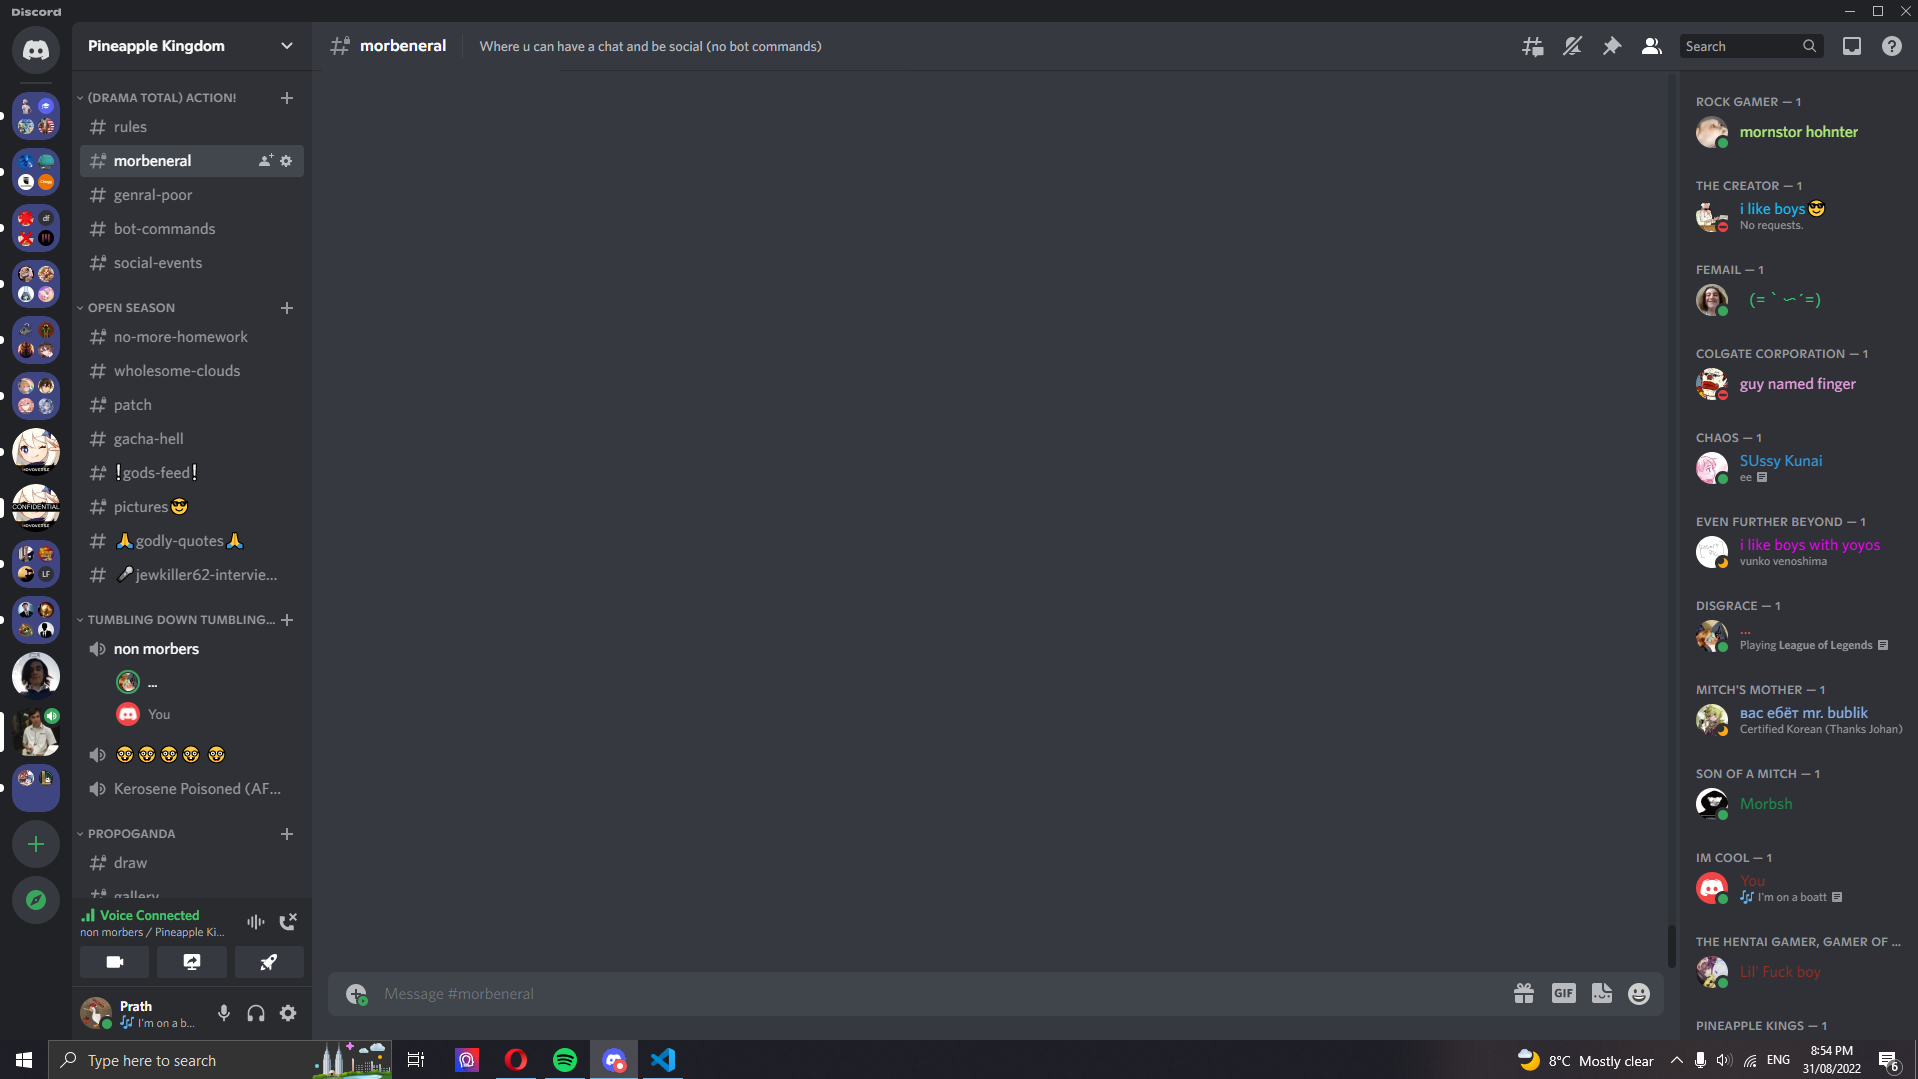 Discord
Pineapple Kingdom
morbeneral
Where u can have a chat and be social (no bot commands)
Search
(DRAMA TOTAL) ACTION!
rules
morbeneral
genral-poor
bot-commands
social-events
OPEN SEASON
no-more-homework
wholesome-clouds
patch
gacha-hell
❕gods-feed❕
pictures😎
🙏godly-quotes🙏
🎤jewkiller62-intervie...
TUMBLING DOWN TUMBLING...
non morbers
...
You
🤓 🤓 🤓 🤓 🤓
Kerosene Poisoned (AF...
PROPOGANDA
draw
gallery
Voice Connected
non morbers / Pineapple Ki...
Prath
🎶 I'm on a b...
df
CONFIDENTIAL
HOYOVERSE
LF
Message #morbeneral
GIF
ROCK GAMER — 1
mornstor hohnter
THE CREATOR — 1
i like boys😎
No requests.
FEMAIL — 1
(= ` ∽ ´=)
COLGATE CORPORATION — 1
guy named finger
CHAOS — 1
SUssy Kunai
ee
EVEN FURTHER BEYOND — 1
i like boys with yoyos
vunko venoshima
DISGRACE — 1
...
Playing League of Legends
MITCH'S MOTHER — 1
вас ебёт mr. bublik
Certified Korean (Thanks Johan)
SON OF A MITCH — 1
Morbsh
IM COOL — 1
You
🎶 I'm on a boatt
THE HENTAI GAMER, GAMER OF ...
Lil' Fuck boy
PINEAPPLE KINGS — 1
Type here to search
8°C Mostly clear
ENG
8:54 PM
31/08/2022
6